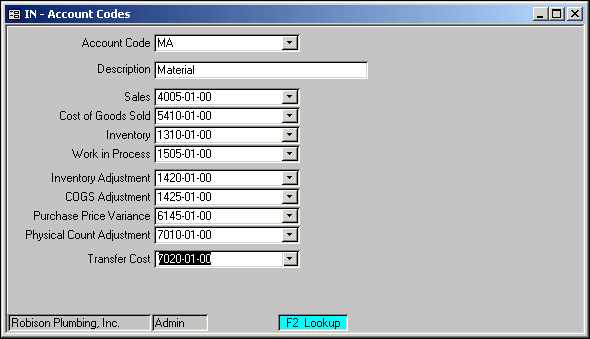 IN - Account Codes
Account Code MA
Description Material
Sales 4005-01-00
Cost of Goods Sold 5410-01-00
Inventory 1310-01-00
Work in Process 1505-01-00
Inventory Adjustment 1420-01-00
COGS Adjustment 1425-01-00
Purchase Price Variance 6145-01-00
Physical Count Adjustment 7010-01-00
Transfer Cost 7020-01-00
Robison Plumbing, Inc. Admin F2 Lookup